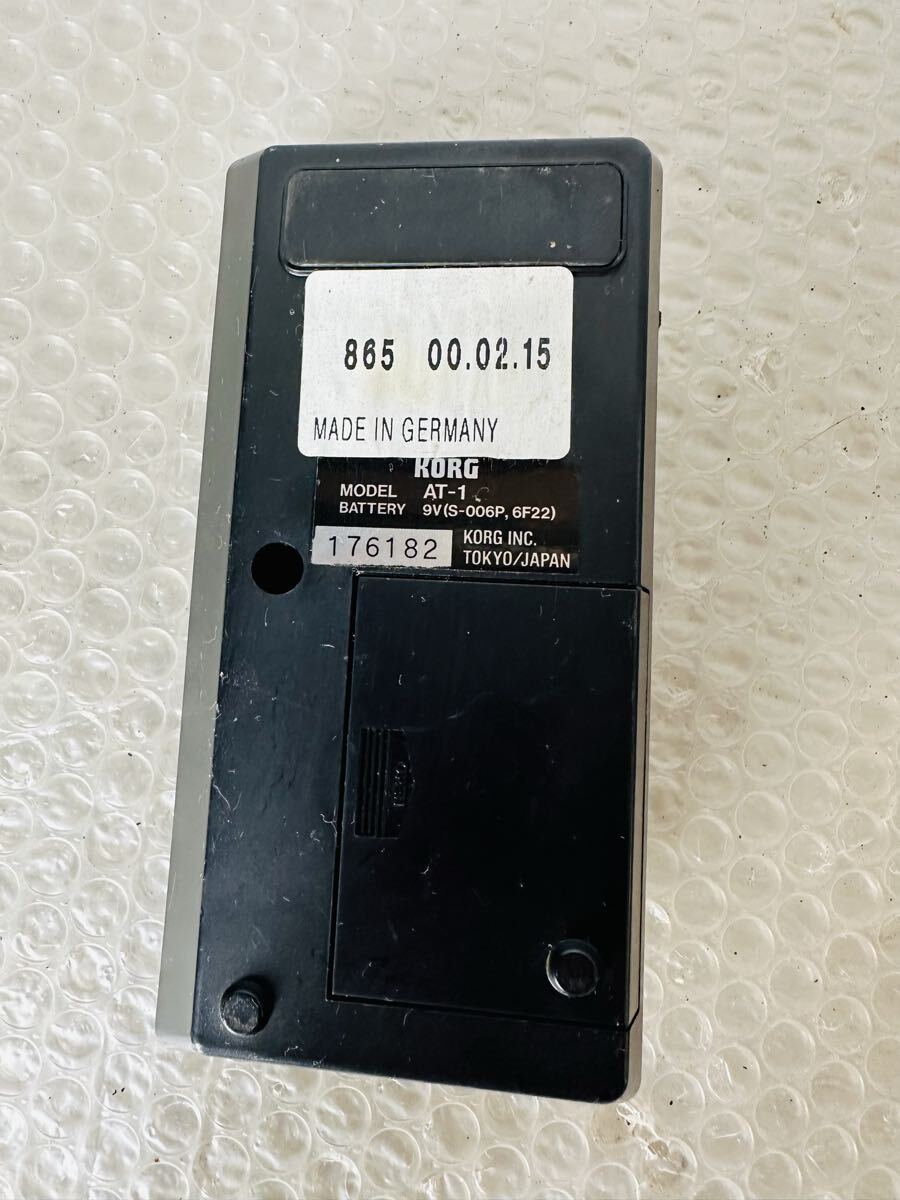 865 00.02.15
MADE IN GERMANY
KORG
MODEL AT-1
BATTERY 9V(S-006P, 6F22)
176182
KORG INC.
TOKYO/JAPAN
OPEN